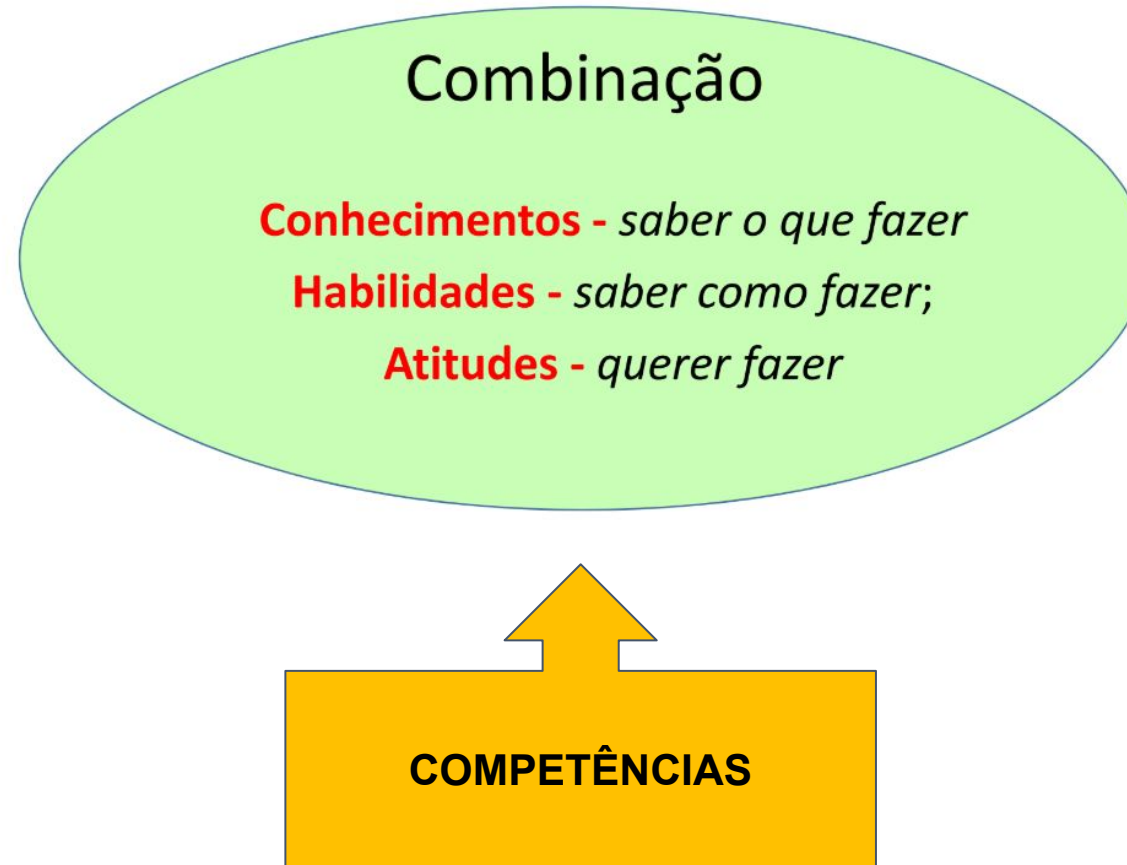 Combinação
Conhecimentos - saber o que fazer
Habilidades - saber como fazer;
Atitudes - querer fazer
COMPETÊNCIAS